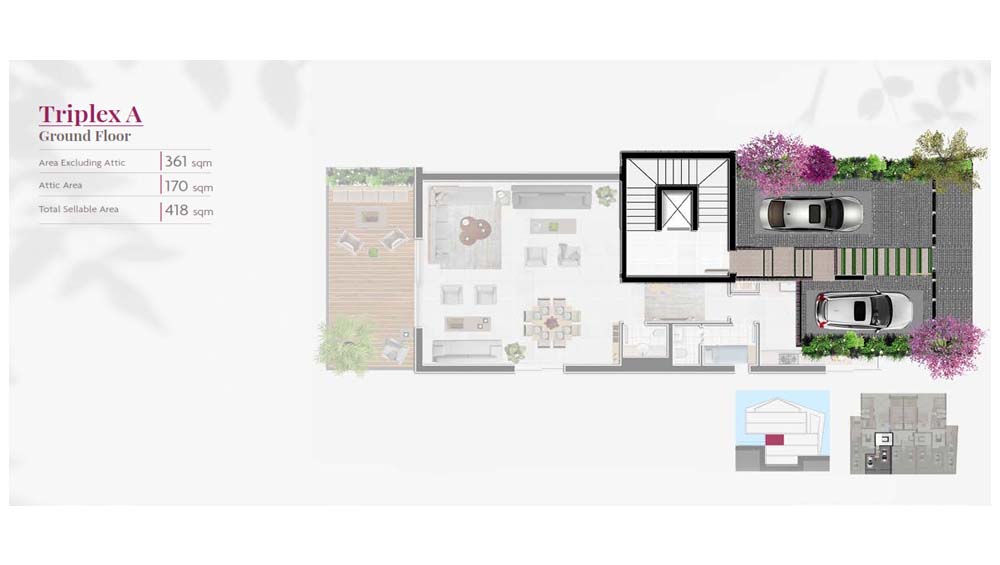 Triplex A
Ground Floor
Area Excluding Attic 361 sqm
Attic Area 170 sqm
Total Sellable Area 418 sqm